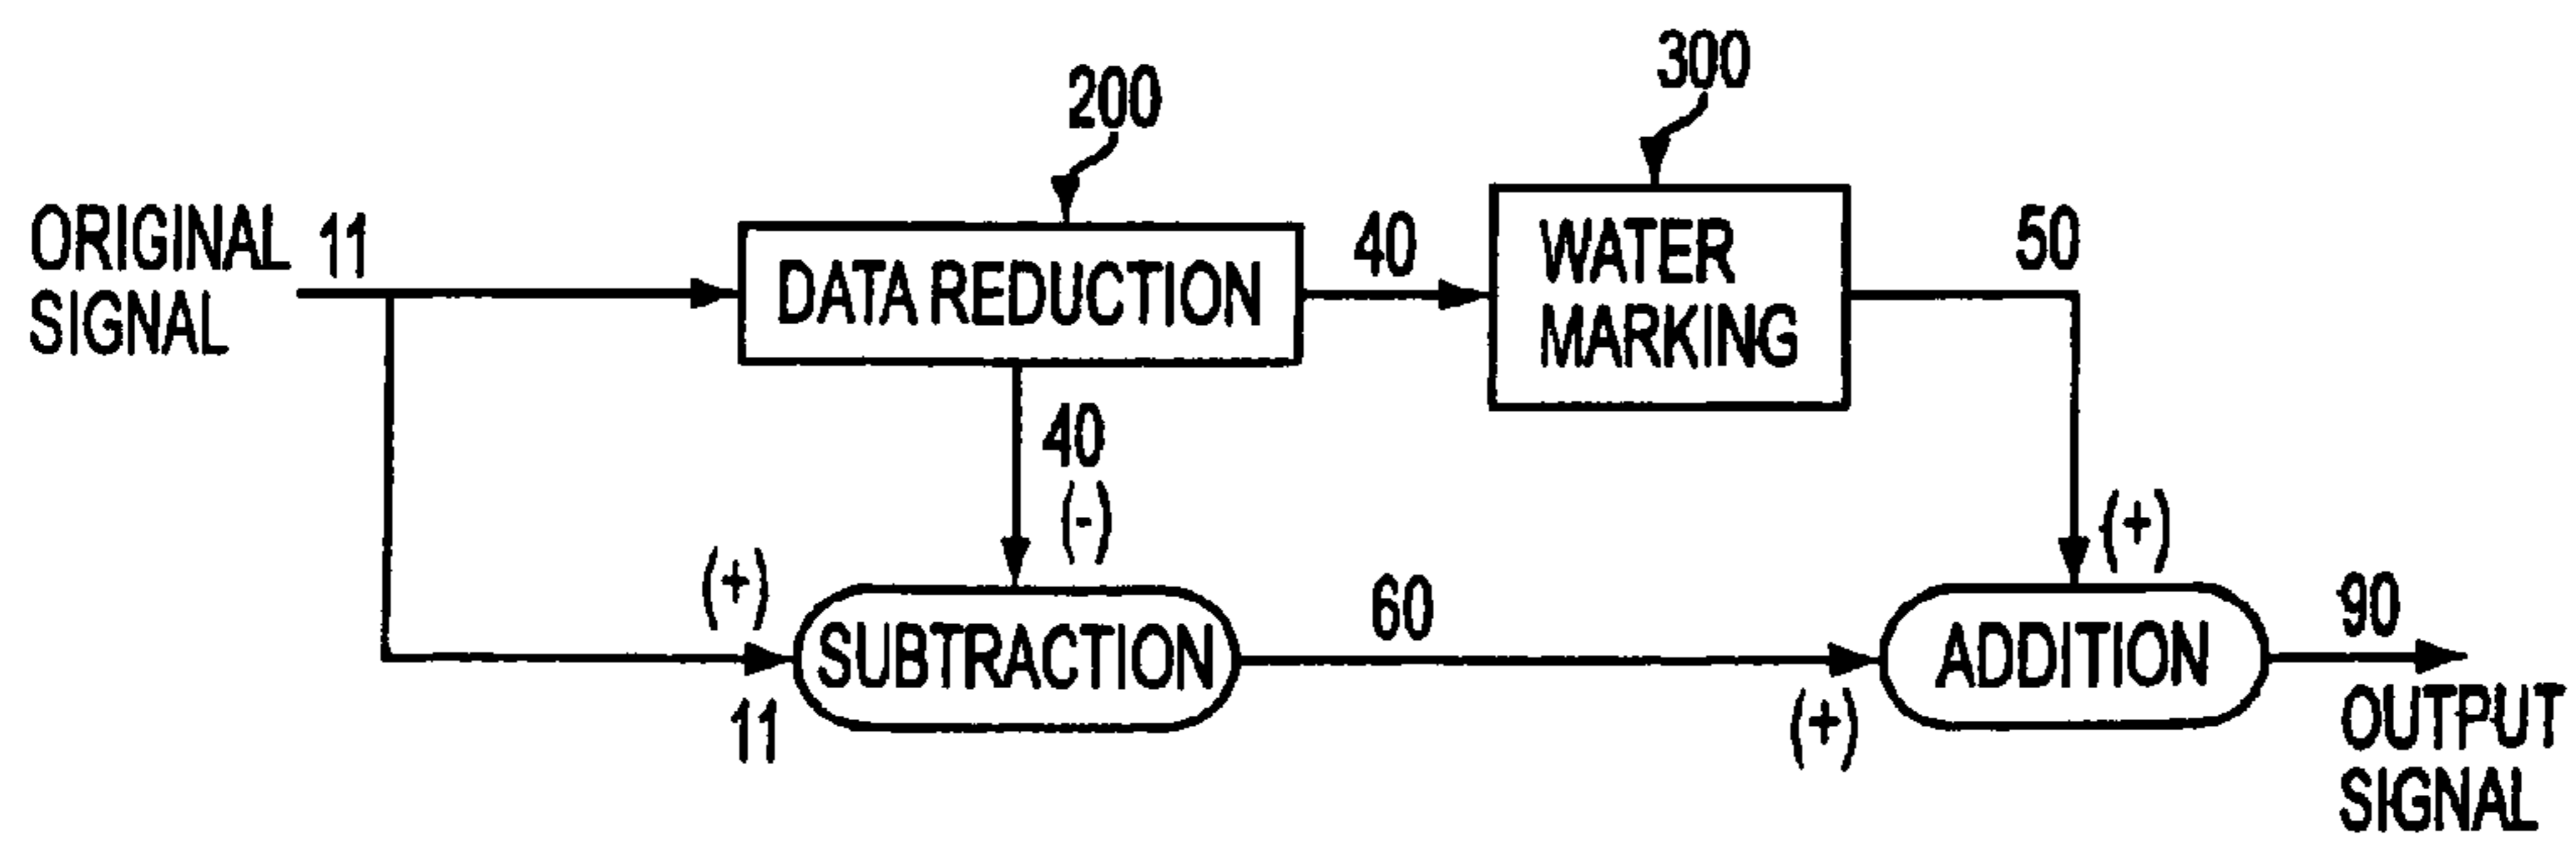 300
200
ORIGINAL
SIGNAL
11
DATA REDUCTION
40
WATER
MARKING
50
40
(-)
(+)
(+)
11
SUBTRACTION
60
(+)
ADDITION
90
OUTPUT
SIGNAL